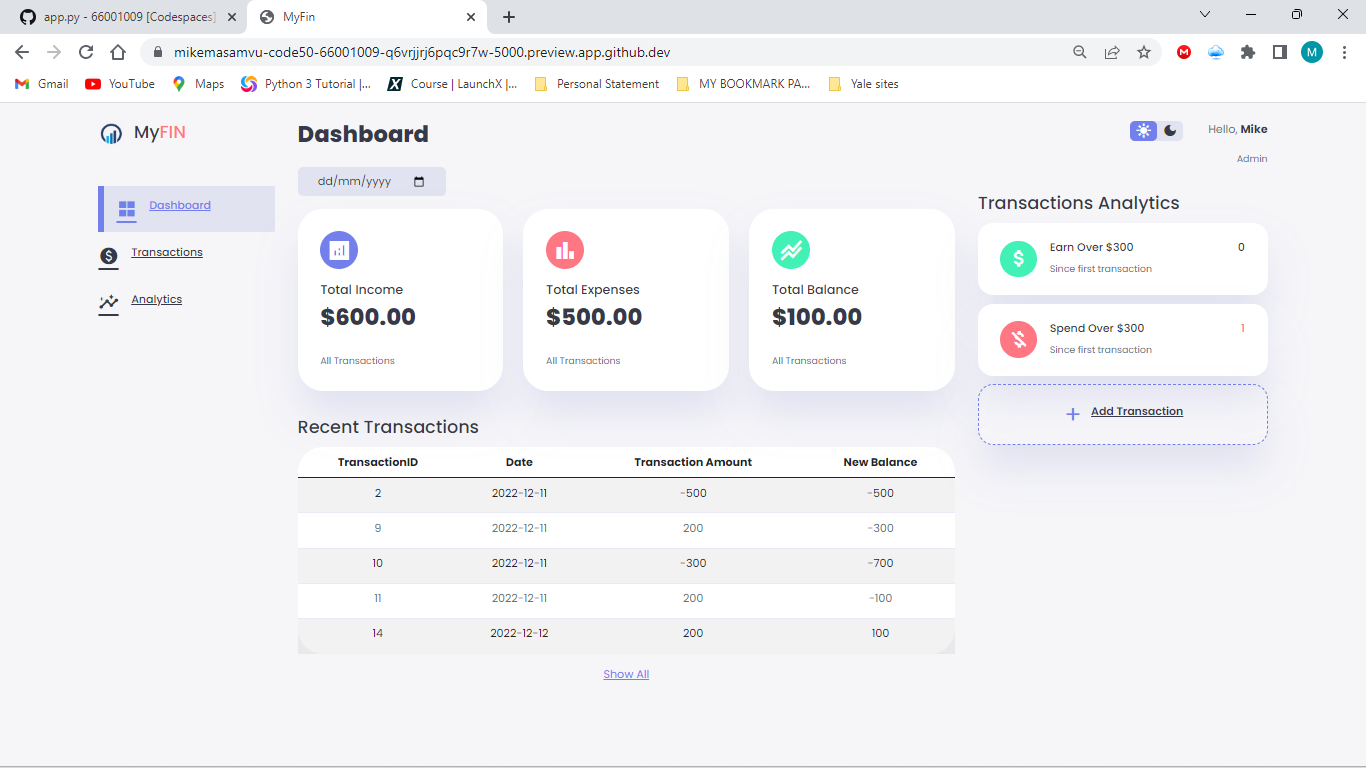 app.py - 66001009 [Codespaces]
MyFin
mikemasamvu-code50-66001009-q6vrjjrj6pqc9r7w-5000.preview.app.github.dev
M
M
Gmail
YouTube
Maps
Python 3 Tutorial |...
Course | LaunchX |...
Personal Statement
MY BOOKMARK PA...
Yale sites
MyFIN
Dashboard
Transactions
Analytics
Dashboard
dd/mm/yyyy
Total Income
$600.00
All Transactions
Total Expenses
$500.00
All Transactions
Total Balance
$100.00
All Transactions
Recent Transactions
TransactionID Date Transaction Amount New Balance
2 2022-12-11 -500 -500
9 2022-12-11 200 -300
10 2022-12-11 -300 -700
11 2022-12-11 200 -100
14 2022-12-12 200 100
Show All
Hello, Mike
Admin
Transactions Analytics
Earn Over $300 0
Since first transaction
Spend Over $300 1
Since first transaction
Add Transaction